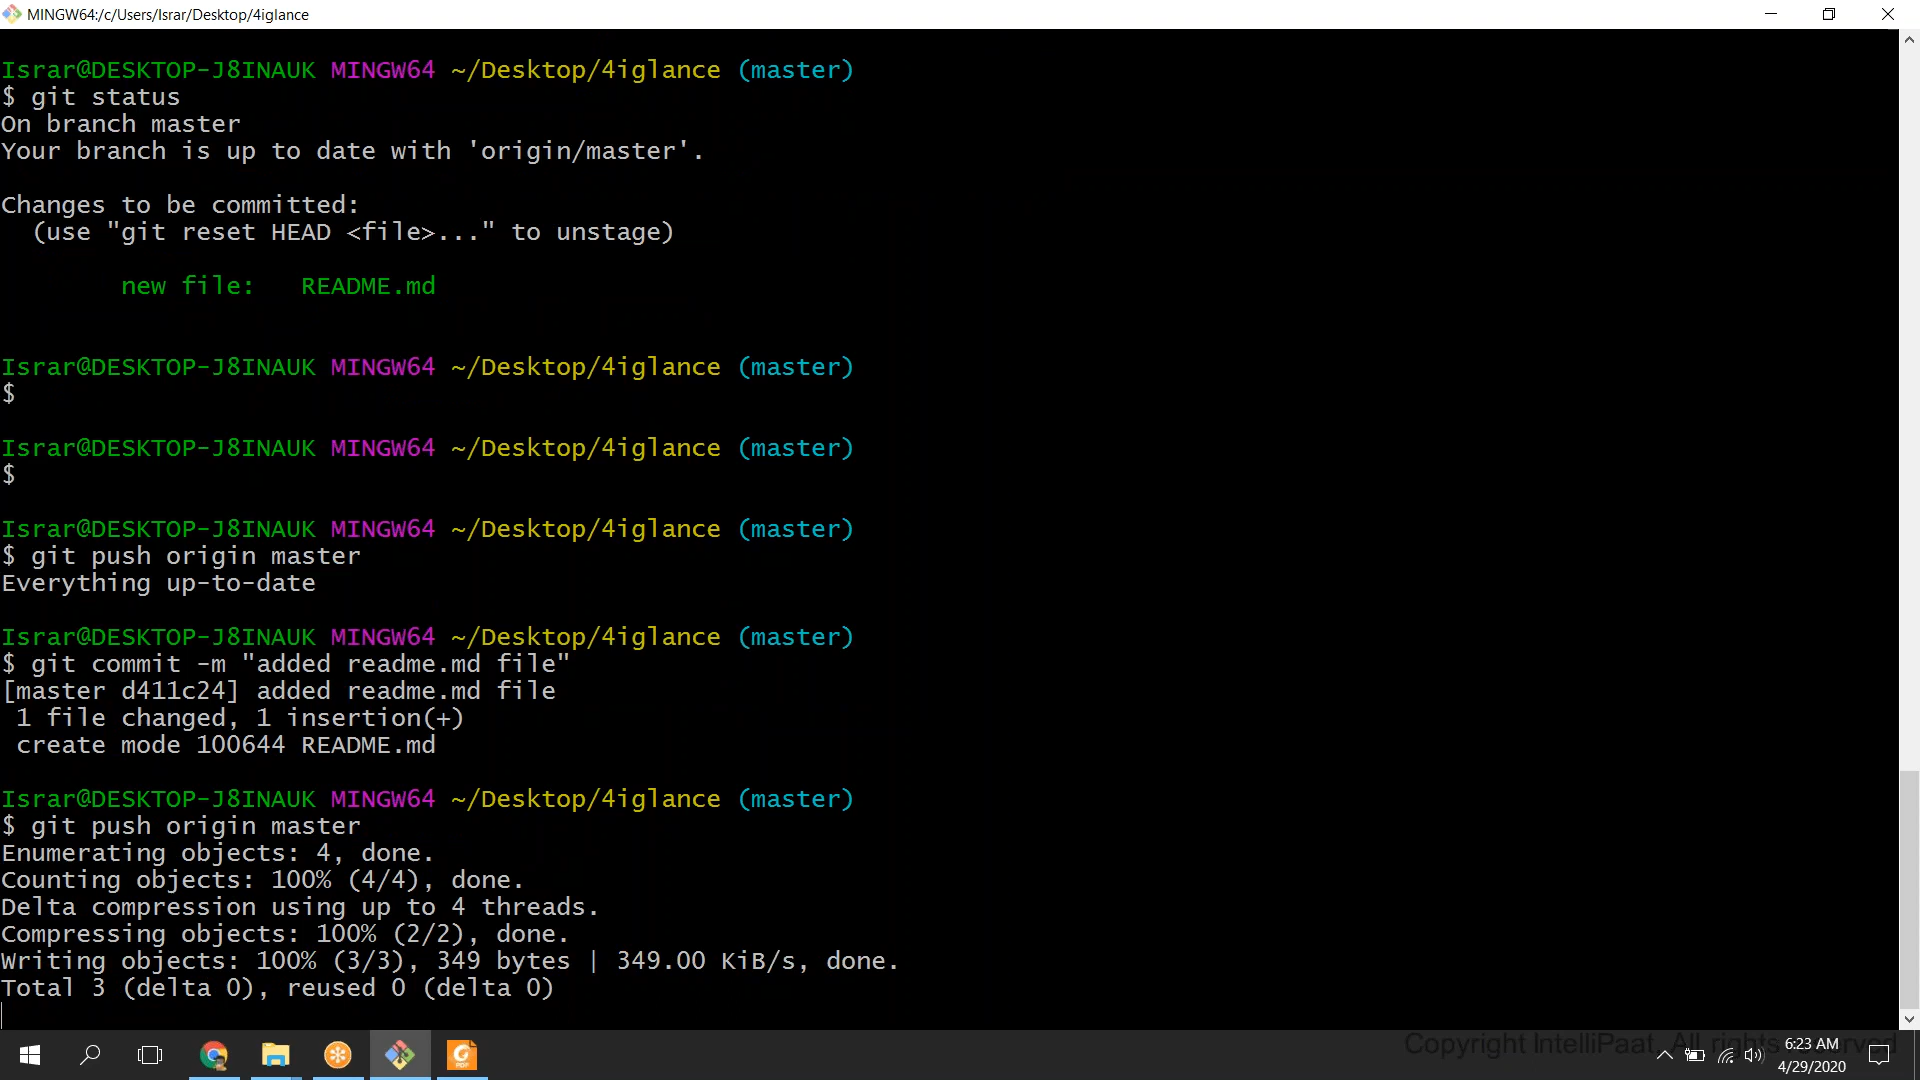 MINGW64:/c/Users/Israr/Desktop/4iglance
Israr@DESKTOP-J8INAUK MINGW64 ~/Desktop/4iglance (master)
$ git status
On branch master
Your branch is up to date with 'origin/master'.
Changes to be committed:
  (use "git reset HEAD <file>..." to unstage)
        new file:   README.md
Israr@DESKTOP-J8INAUK MINGW64 ~/Desktop/4iglance (master)
$
Israr@DESKTOP-J8INAUK MINGW64 ~/Desktop/4iglance (master)
$
Israr@DESKTOP-J8INAUK MINGW64 ~/Desktop/4iglance (master)
$ git push origin master
Everything up-to-date
Israr@DESKTOP-J8INAUK MINGW64 ~/Desktop/4iglance (master)
$ git commit -m "added readme.md file"
[master d411c24] added readme.md file
 1 file changed, 1 insertion(+)
 create mode 100644 README.md
Israr@DESKTOP-J8INAUK MINGW64 ~/Desktop/4iglance (master)
$ git push origin master
Enumerating objects: 4, done.
Counting objects: 100% (4/4), done.
Delta compression using up to 4 threads.
Compressing objects: 100% (2/2), done.
Writing objects: 100% (3/3), 349 bytes | 349.00 KiB/s, done.
Total 3 (delta 0), reused 0 (delta 0)
Copyright IntelliPaat, All rights reserved
6:23 AM
4/29/2020